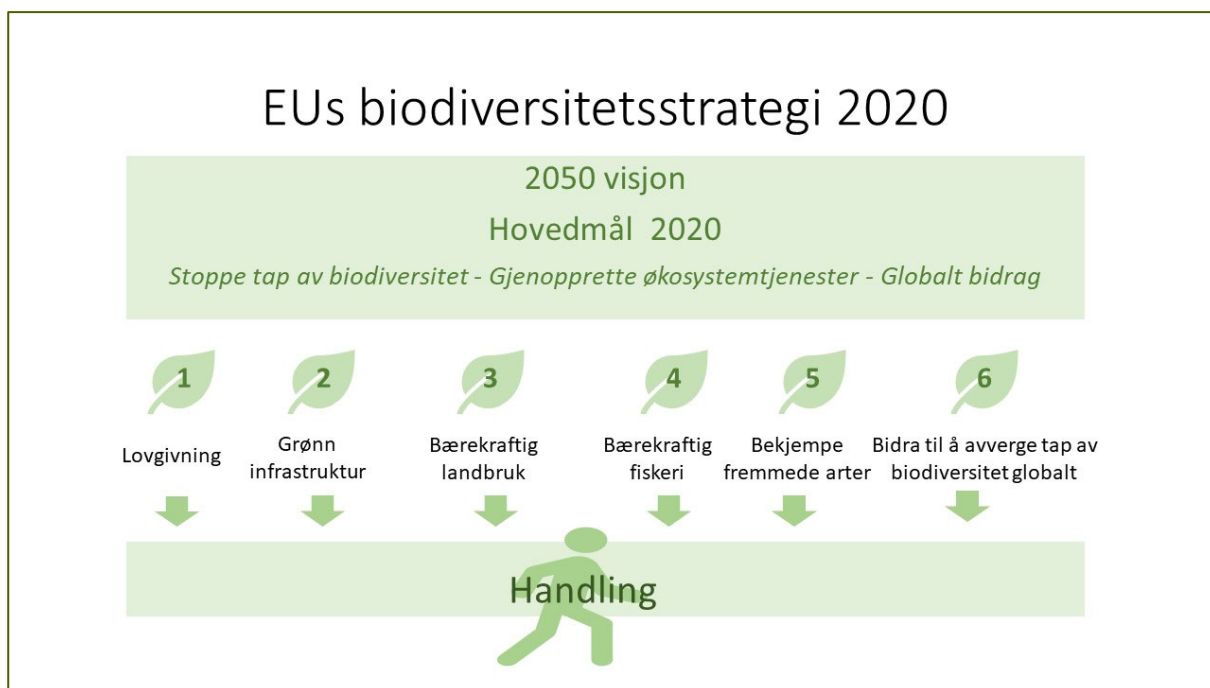 EUs biodiversitetsstrategi 2020
2050 visjon
Hovedmål 2020
Stoppe tap av biodiversitet - Gjenopprette økosystemtjenester - Globalt bidrag
1
2
3
4
5
6
Lovgivning
Grønn
infrastruktur
Bærekraftig
landbruk
Bærekraftig
fiskeri
Bekjempe
fremmede arter
Bidra til å avverge tap av
biodiversitet globalt
Handling